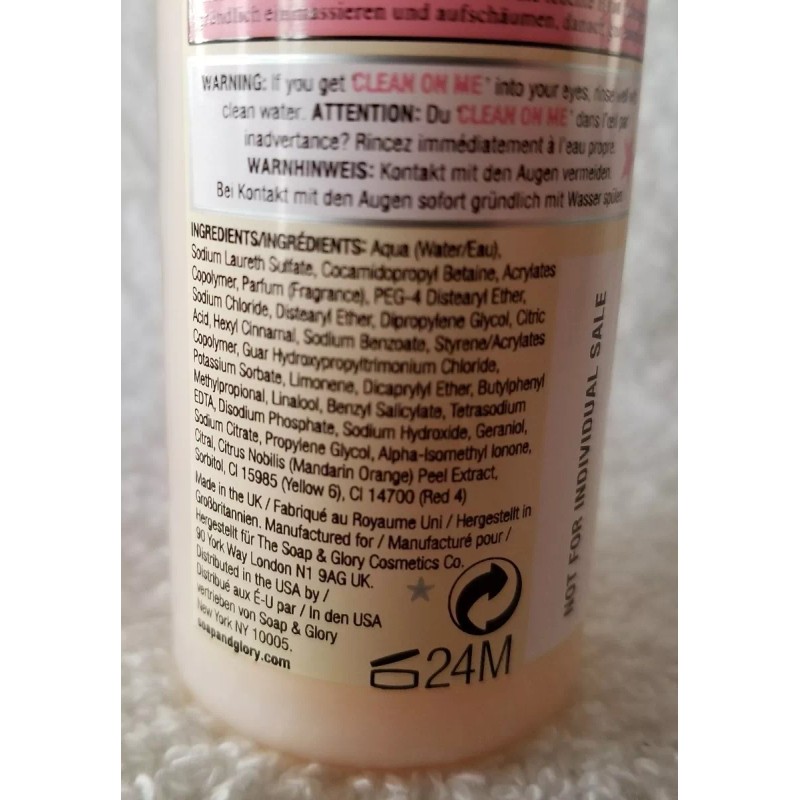 gründlich einmassieren und aufschäumen, danach
WARNING: If you get CLEAN ON ME™ into your eyes, rinse well with
clean water. ATTENTION: Du CLEAN ON ME™ dans l'œil par
inadvertance? Rincez immédiatement à l'eau propre.
WARNHINWEIS: Kontakt mit den Augen vermeiden.
Bei Kontakt mit den Augen sofort gründlich mit Wasser spülen.
INGREDIENTS/INGRÉDIENTS: Aqua (Water/Eau),
Sodium Laureth Sulfate, Cocamidopropyl Betaine, Acrylates
Copolymer, Parfum (Fragrance), PEG-4 Distearyl Ether,
Sodium Chloride, Distearyl Ether, Dipropylene Glycol, Citric
Acid, Hexyl Cinnamal, Sodium Benzoate, Styrene/Acrylates
Copolymer, Guar Hydroxypropyltrimonium Chloride,
Potassium Sorbate, Limonene, Dicaprylyl Ether, Butylphenyl
Methylpropional, Linalool, Benzyl Salicylate, Tetrasodium
EDTA, Disodium Phosphate, Sodium Hydroxide, Geraniol,
Sodium Citrate, Propylene Glycol, Alpha-Isomethyl Ionone,
Citral, Citrus Nobilis (Mandarin Orange) Peel Extract,
Sorbitol, CI 15985 (Yellow 6), CI 14700 (Red 4)
Made in the UK / Fabriqué au Royaume Uni / Hergestellt in
Großbritannien. Manufactured for / Manufacturé pour /
Hergestellt für The Soap & Glory Cosmetics Co.
90 York Way London N1 9AG UK.
Distributed in the USA by /
Distribué aux É-U par / In den USA
vertrieben von Soap & Glory
New York NY 10005.
soapandglory.com
24M
NOT FOR INDIVIDUAL SALE